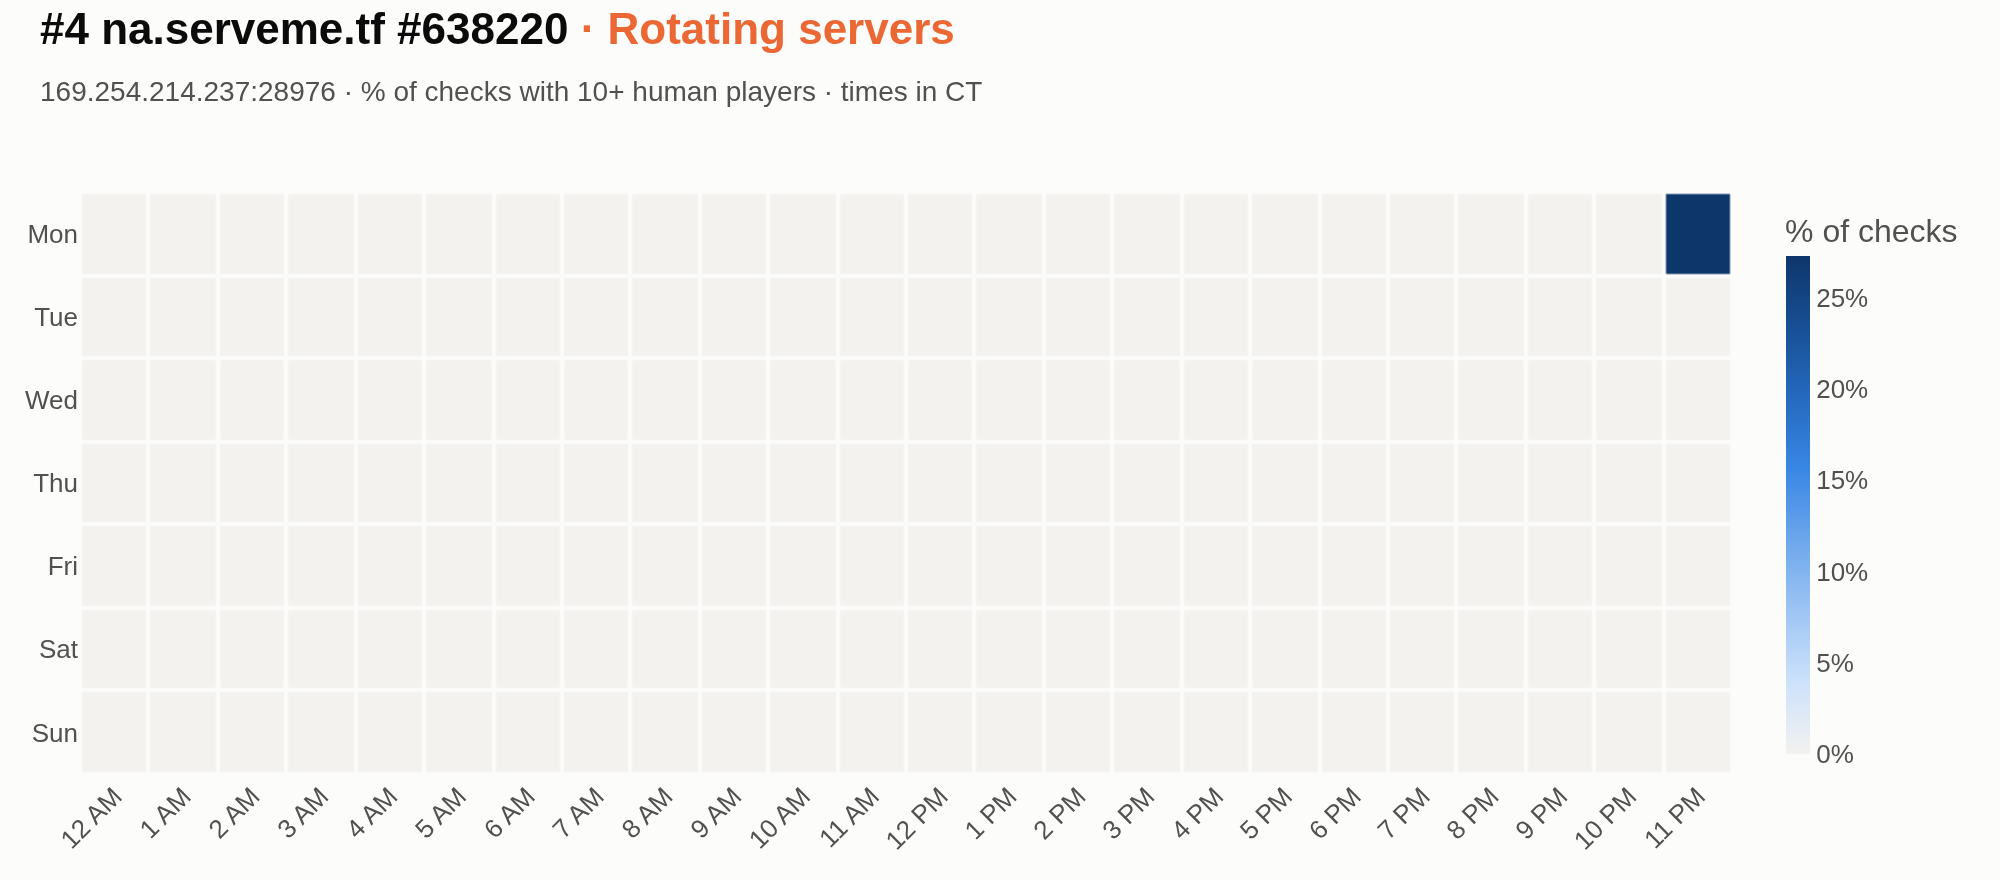 #4 na.serveme.tf #638220 · Rotating servers
169.254.214.237:28976 · % of checks with 10+ human players · times in CT
% of checks
Mon
Tue
Wed
Thu
Fri
Sat
Sun
25%
20%
15%
10%
5%
0%
12 AM
1 AM
2 AM
3 AM
4 AM
5 AM
6 AM
7 AM
8 AM
9 AM
10 AM
11 AM
12 PM
1 PM
2 PM
3 PM
4 PM
5 PM
6 PM
7 PM
8 PM
9 PM
10 PM
11 PM